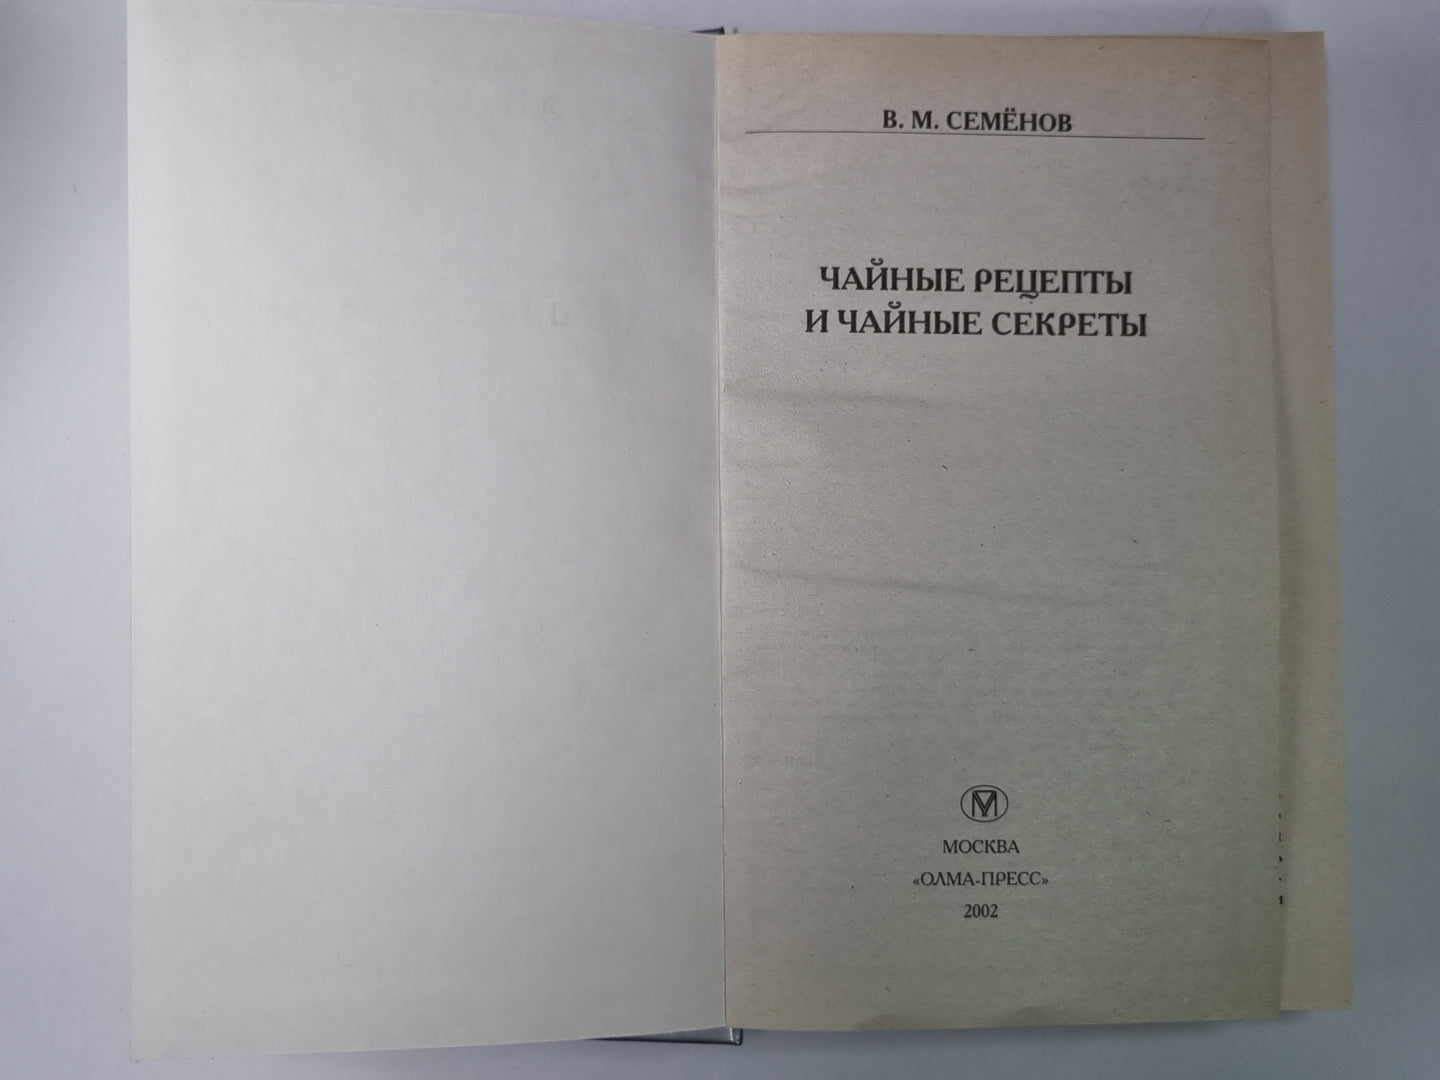 В. М. СЕМЁНОВ
ЧАЙНЫЕ РЕЦЕПТЫ
И ЧАЙНЫЕ СЕКРЕТЫ
МОСКВА
«ОЛМА-ПРЕСС»
2002